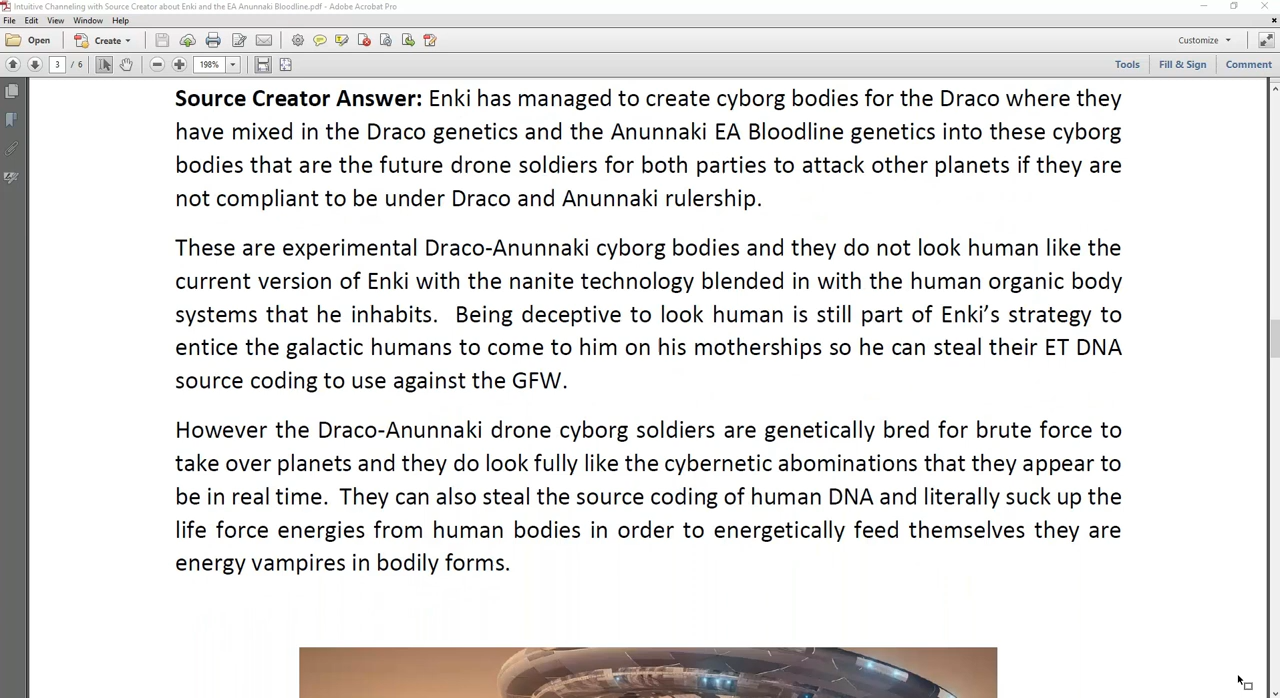 Intuitive Channeling with Source Creator about Enki and the EA Anunnaki Bloodline.pdf - Adobe Acrobat Pro
File Edit View Window Help
Open Create Customize
3 / 6 198% Tools Fill & Sign Comment
Source Creator Answer: Enki has managed to create cyborg bodies for the Draco where they
have mixed in the Draco genetics and the Anunnaki EA Bloodline genetics into these cyborg
bodies that are the future drone soldiers for both parties to attack other planets if they are
not compliant to be under Draco and Anunnaki rulership.
These are experimental Draco-Anunnaki cyborg bodies and they do not look human like the
current version of Enki with the nanite technology blended in with the human organic body
systems that he inhabits. Being deceptive to look human is still part of Enki’s strategy to
entice the galactic humans to come to him on his motherships so he can steal their ET DNA
source coding to use against the GFW.
However the Draco-Anunnaki drone cyborg soldiers are genetically bred for brute force to
take over planets and they do look fully like the cybernetic abominations that they appear to
be in real time. They can also steal the source coding of human DNA and literally suck up the
life force energies from human bodies in order to energetically feed themselves they are
energy vampires in bodily forms.